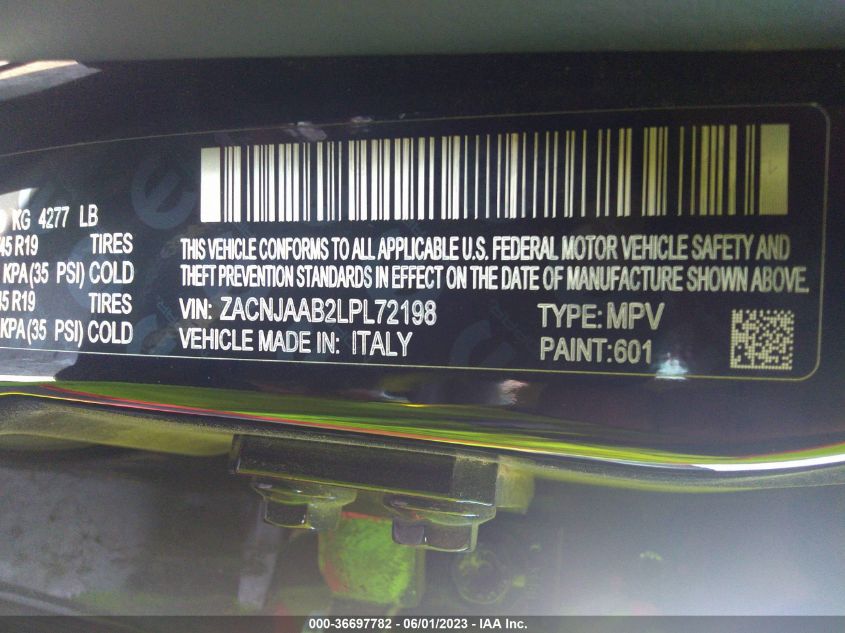 KG 4277 LB
45 R19 TIRES
KPA(35 PSI) COLD
45 R19 TIRES
KPA(35 PSI) COLD
THIS VEHICLE CONFORMS TO ALL APPLICABLE U.S. FEDERAL MOTOR VEHICLE SAFETY AND
THEFT PREVENTION STANDARDS IN EFFECT ON THE DATE OF MANUFACTURE SHOWN ABOVE.
VIN: ZACNJAAB2LPL72198 TYPE: MPV
VEHICLE MADE IN: ITALY PAINT:601
000-36697782 - 06/01/2023 - IAA Inc.